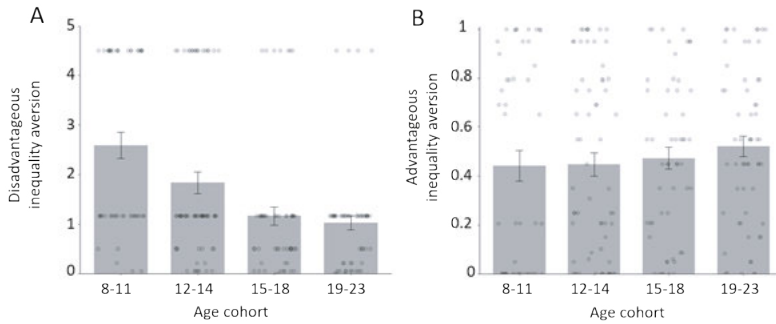 A
Disadvantageous
inequality aversion
5
4
3
2
1
0
8-11
12-14
15-18
19-23
Age cohort
B
Advantageous
inequality aversion
1
0.8
0.6
0.4
0.2
0
8-11
12-14
15-18
19-23
Age cohort